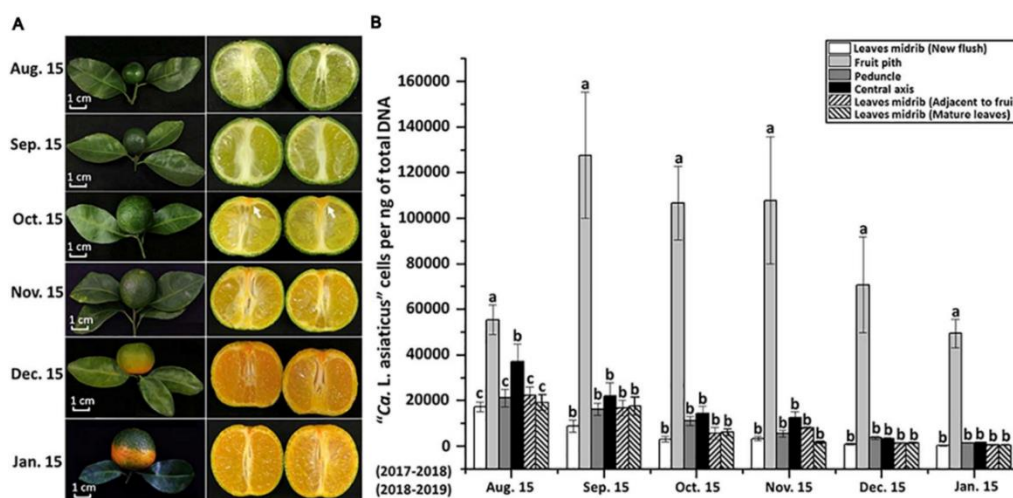 A
Aug. 15
1 cm
Sep. 15
1 cm
Oct. 15
1 cm
Nov. 15
1 cm
Dec. 15
1 cm
Jan. 15
1 cm
B
Leaves midrib (New flush)
Fruit pith
Peduncle
Central axis
Leaves midrib (Adjacent to fruit
Leaves midrib (Mature leaves)
"Ca. L. asiaticus" cells per ng of total DNA
160000
140000
120000
100000
80000
60000
40000
20000
0
c a c b c c
b a b b b b
b a b b b b
b a b b b b
b a b b b b
b a b b b b
(2017-2018)
(2018-2019)
Aug. 15 Sep. 15 Oct. 15 Nov. 15 Dec. 15 Jan. 15